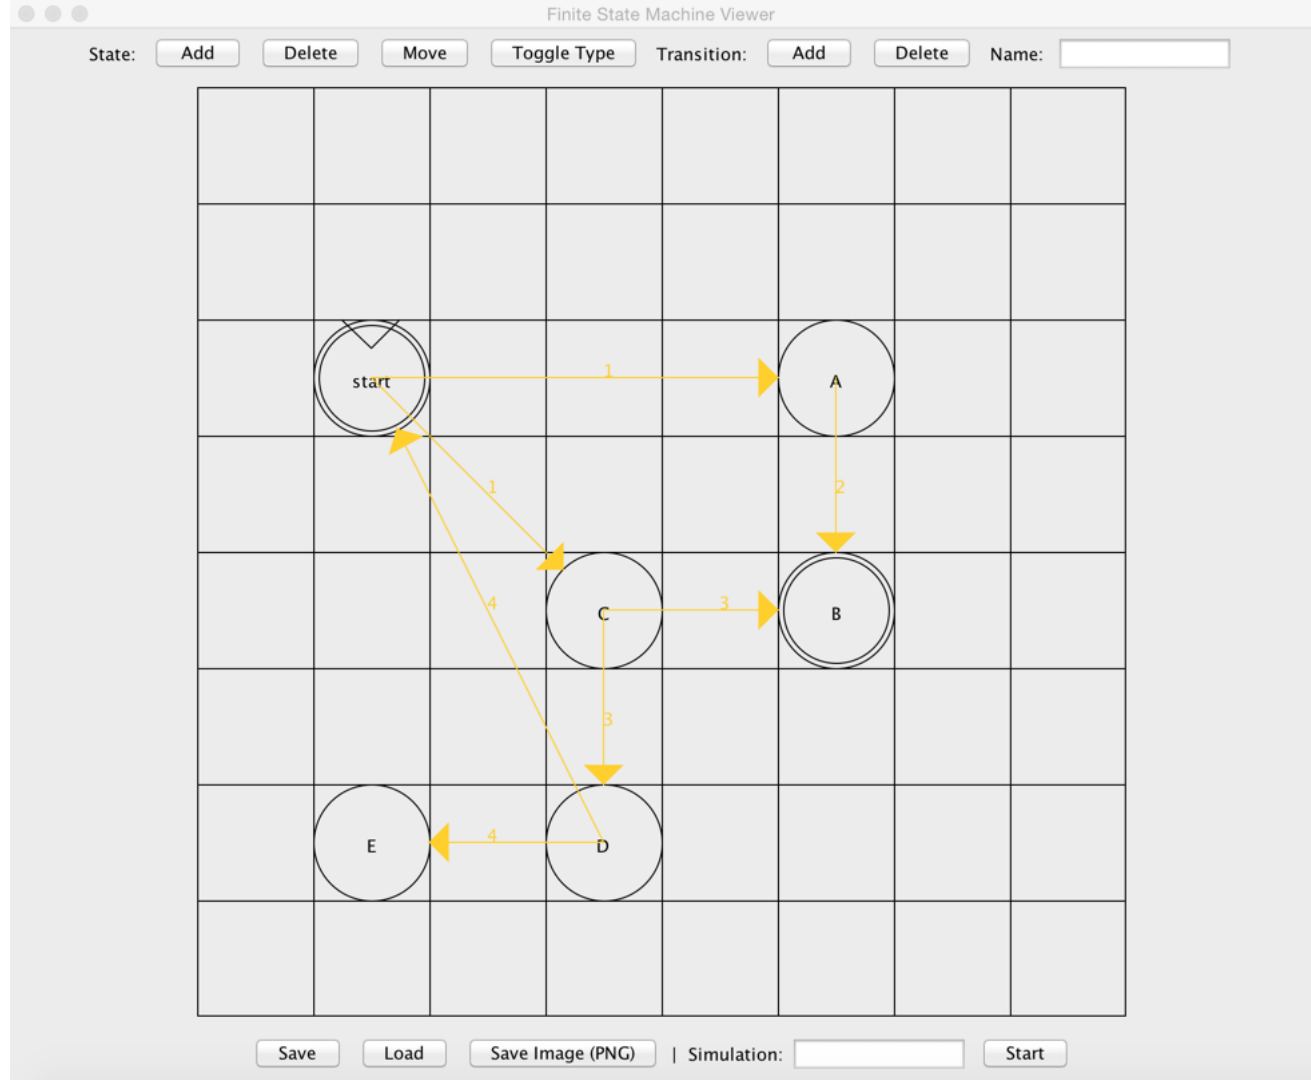 Finite State Machine Viewer
State: Add Delete Move Toggle Type Transition: Add Delete Name:
start 1 A
1 2
4 C 3 B
3
E 4 D
Save Load Save Image (PNG) | Simulation: Start